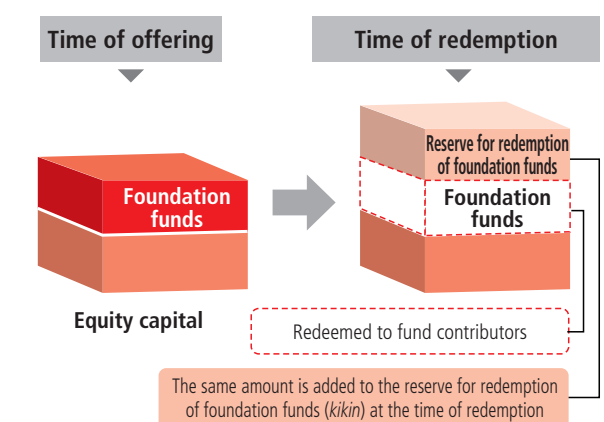 Time of offering
Time of redemption
Foundation
funds
Equity capital
Reserve for redemption
of foundation funds
Foundation
funds
Redeemed to fund contributors
The same amount is added to the reserve for redemption
of foundation funds (kikin) at the time of redemption